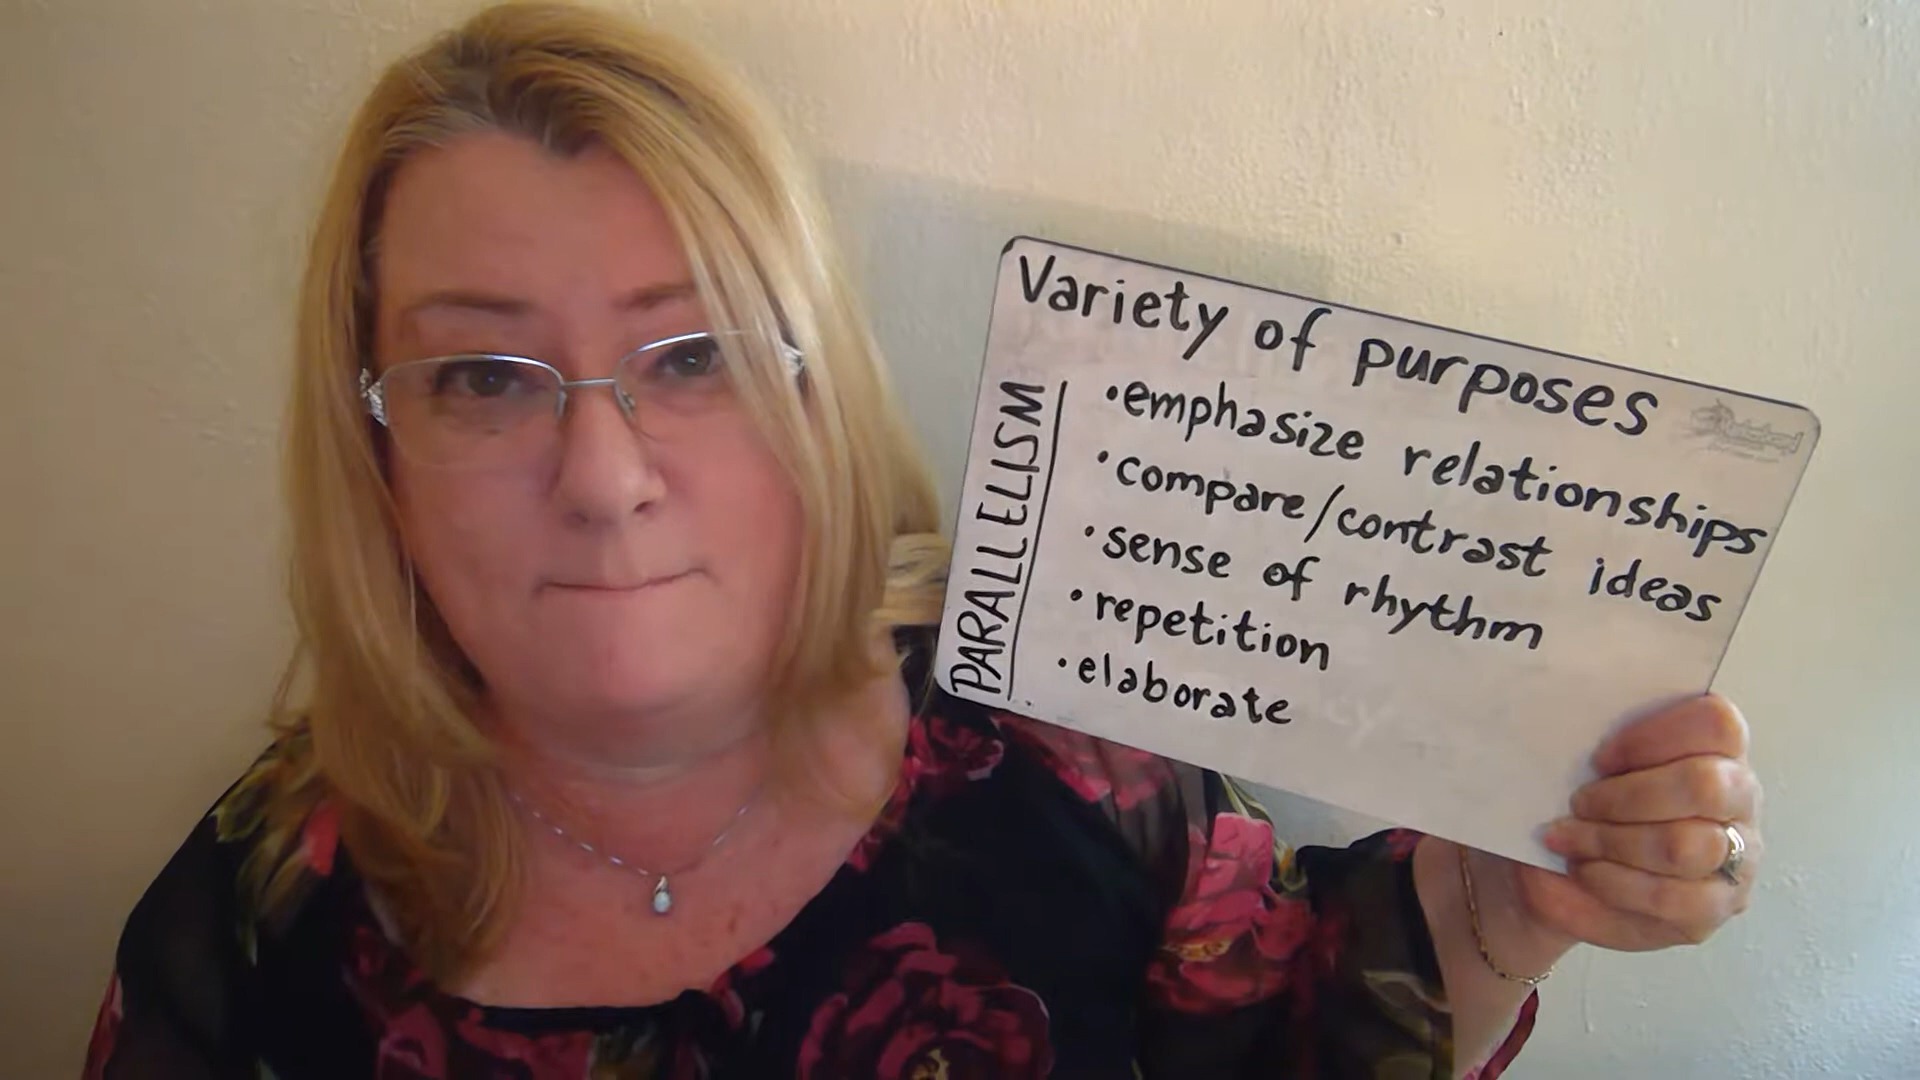 Variety of purposes
PARALLELISM
•emphasize relationships
•compare/contrast ideas
•sense of rhythm
•repetition
•elaborate